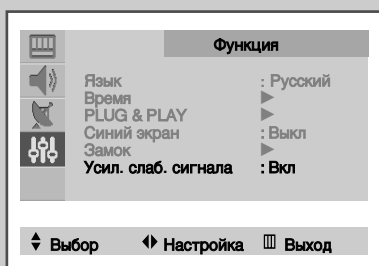 Функция
Язык : Русский
Время ▶
PLUG & PLAY ▶
Синий экран : Выкл
Замок ▶
Усил. слаб. сигнала : Вкл
Выбор Настройка Выход